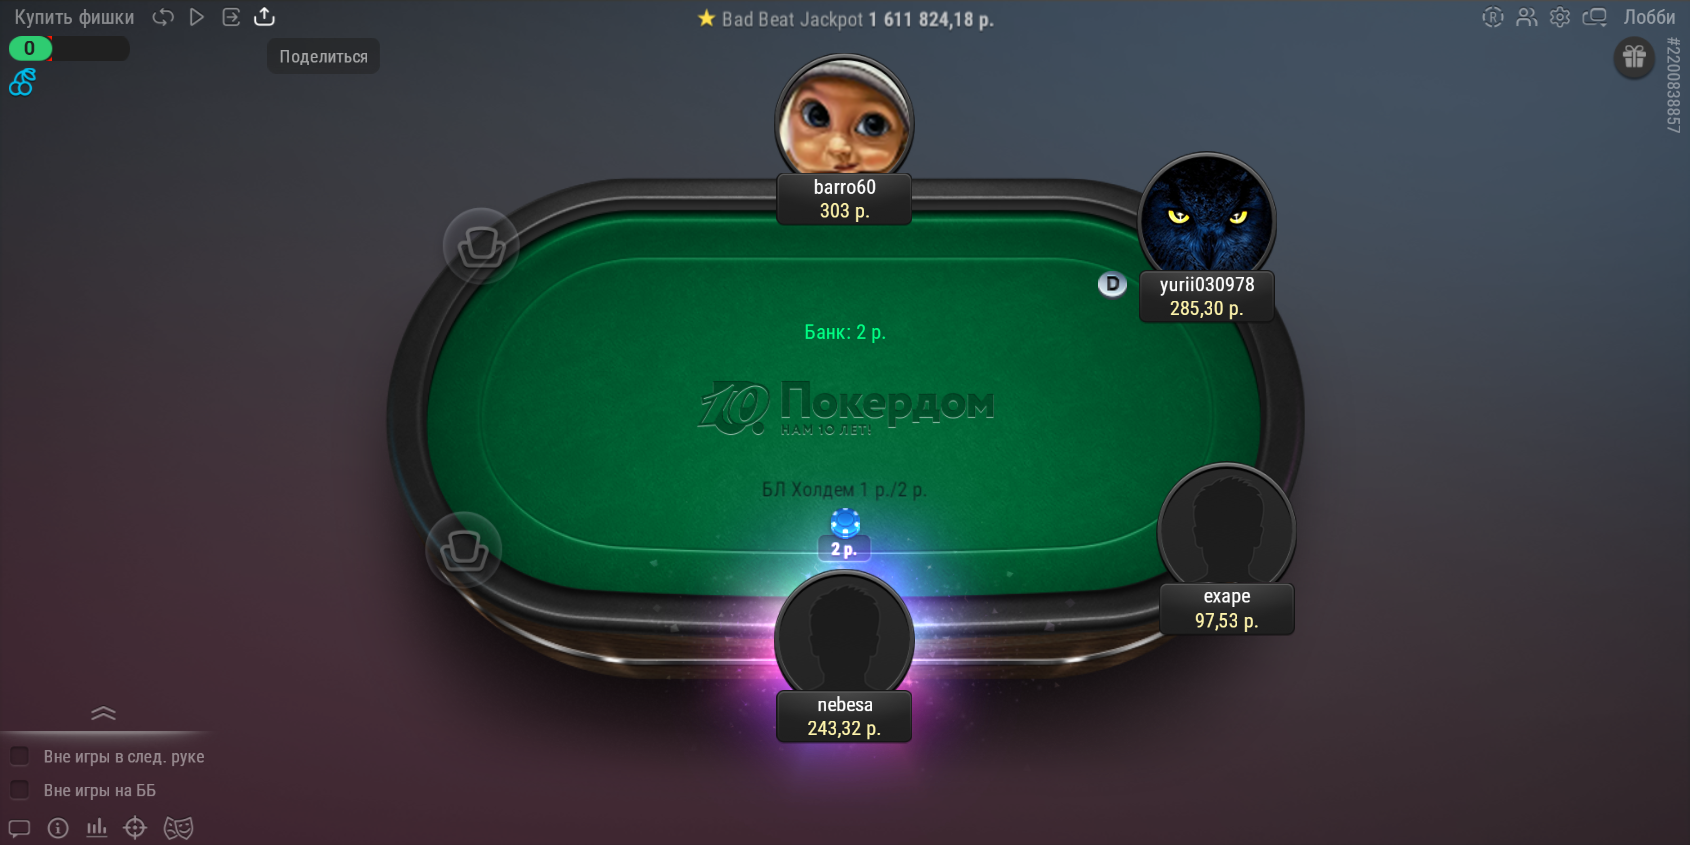 Купить фишки
Bad Beat Jackpot 1 611 824,18 р.
Лобби
0
Поделиться
#2200838857
barro60
303 р.
D
yurii030978
285,30 р.
Банк: 2 р.
10 Покердом
НАМ 10 ЛЕТ!
БЛ Холдем 1 р./2 р.
2 р.
exape
97,53 р.
nebesa
243,32 р.
Вне игры в след. руке
Вне игры на ББ